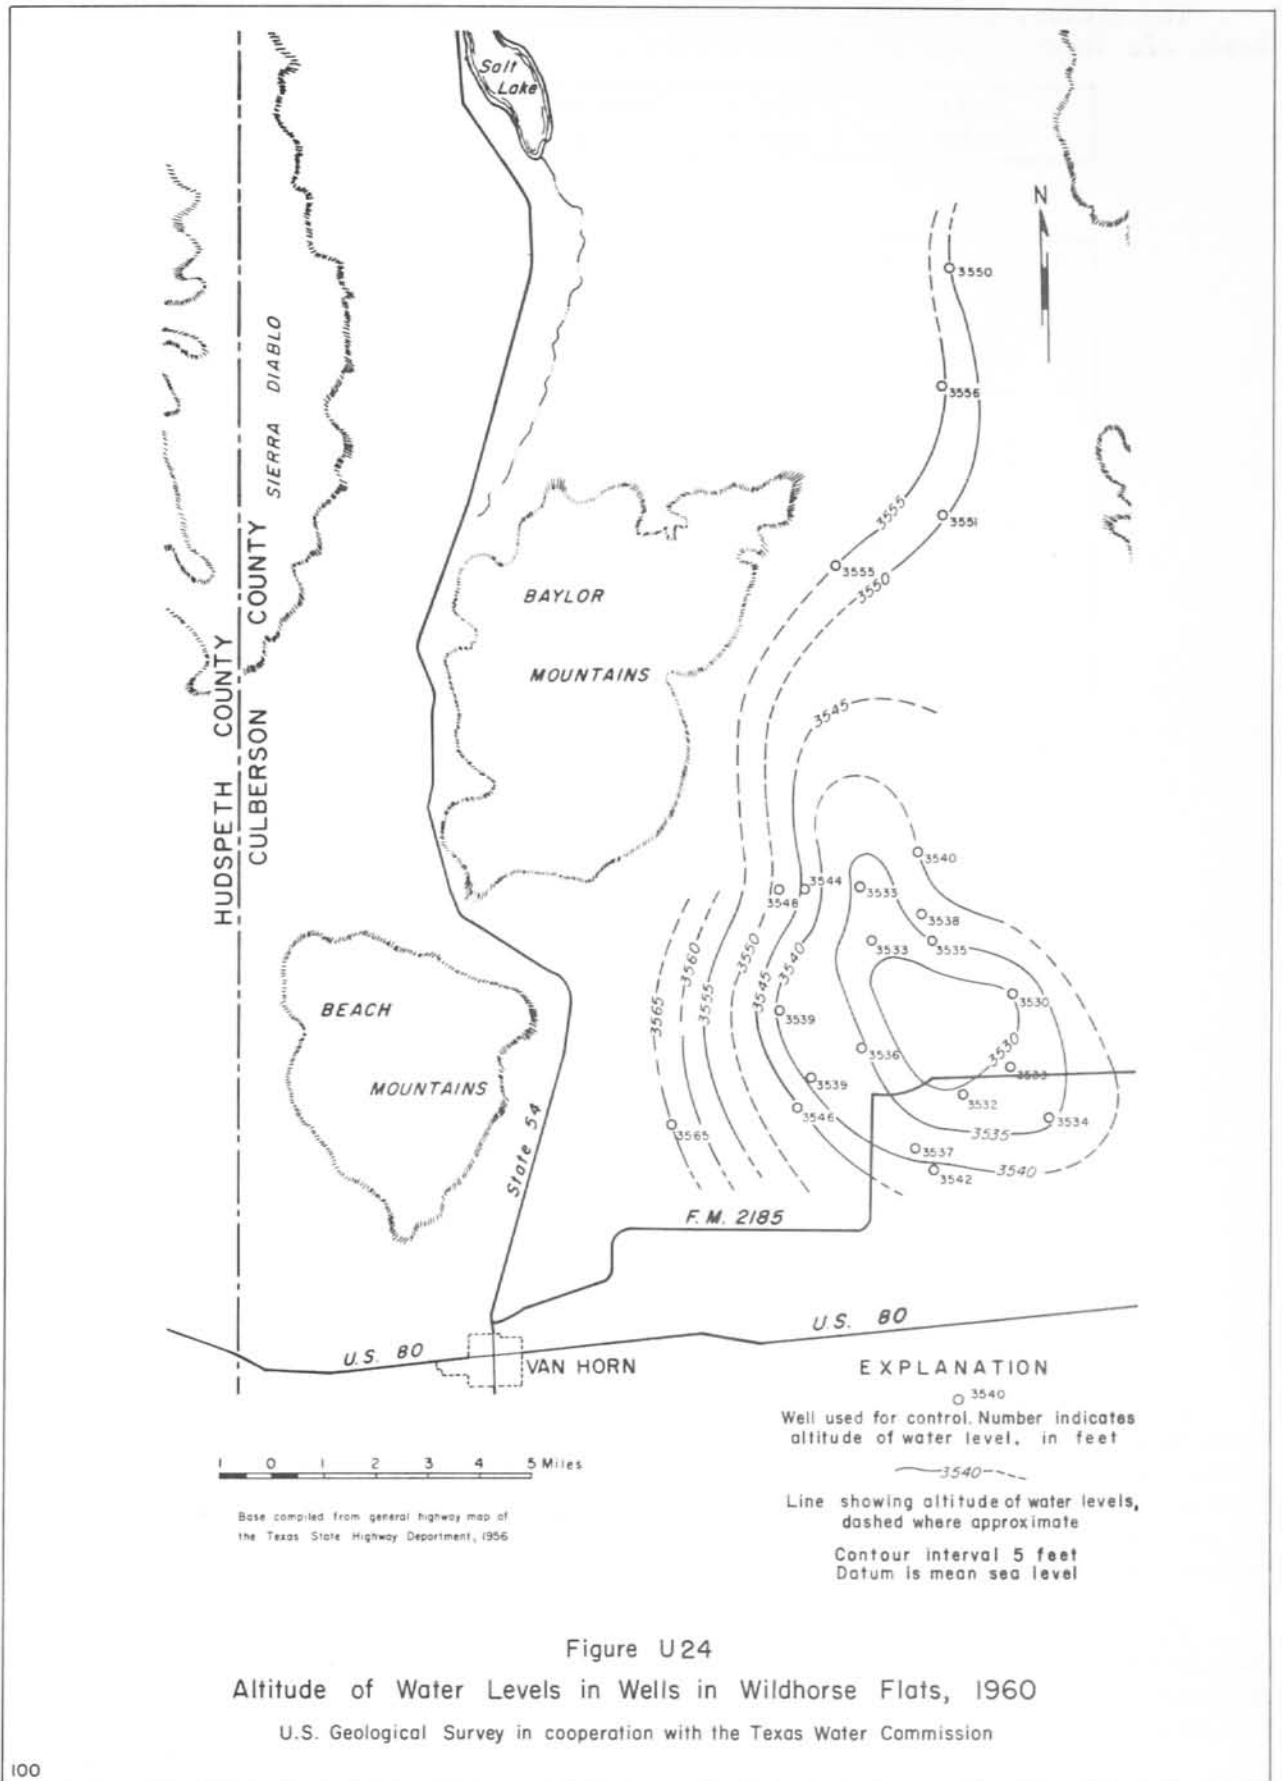 Salt
Lake
N
3550
SIERRA DIABLO
3556
3555
3551
3555
3550
HUDSPETH COUNTY
CULBERSON COUNTY
BAYLOR
MOUNTAINS
3545
3540
3544
3548
3533
3538
3533
3535
3550
3560
3540
3545
3555
3565
3530
3539
BEACH
MOUNTAINS
3536
3530
3539
3532
3546
3534
3535
3565
State 54
3537
3540
3542
F. M. 2185
U.S. 80
U.S. 80
VAN HORN
EXPLANATION
3540
Well used for control. Number indicates
altitude of water level, in feet
3540
Line showing altitude of water levels,
dashed where approximate
Contour interval 5 feet
Datum is mean sea level
1 0 1 2 3 4 5 Miles
Base compiled from general highway map of
the Texas State Highway Department, 1956
Figure U24
Altitude of Water Levels in Wells in Wildhorse Flats, 1960
U.S. Geological Survey in cooperation with the Texas Water Commission
100